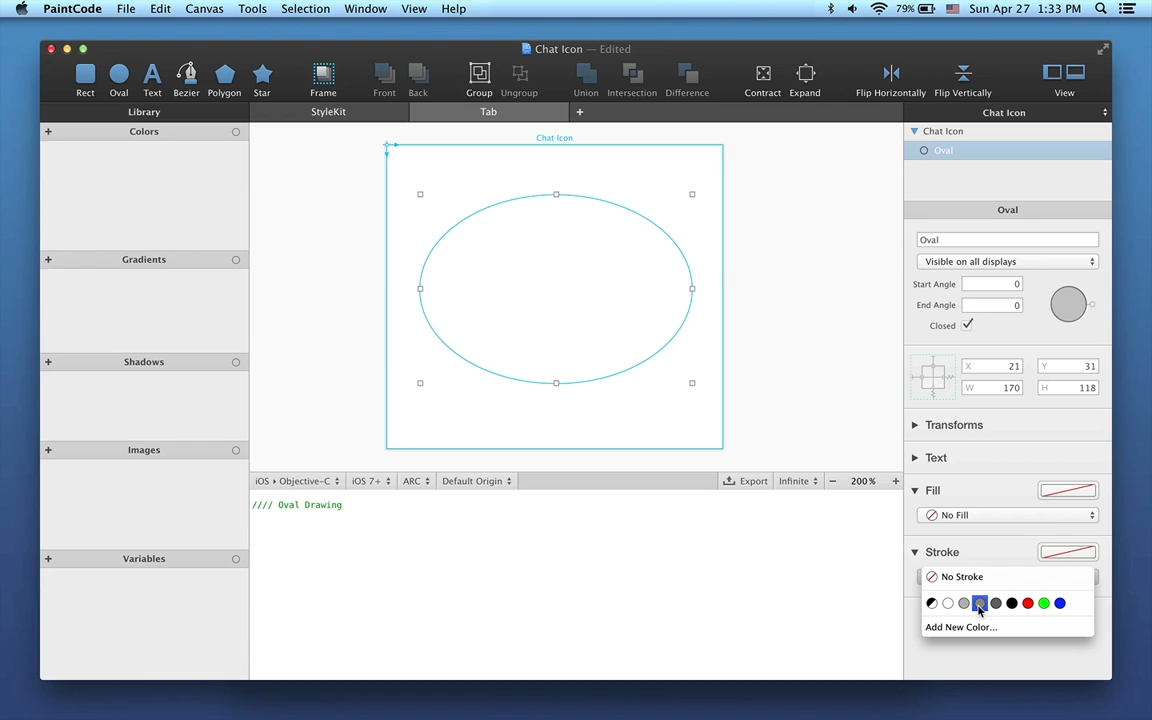 PaintCode File Edit Canvas Tools Selection Window View Help 79% Sun Apr 27 1:33 PM
Chat Icon — Edited
Rect Oval Text Bezier Polygon Star Frame Front Back Group Ungroup Union Intersection Difference Contract Expand Flip Horizontally Flip Vertically View
Library StyleKit Tab + Chat Icon
+ Colors
Chat Icon
Chat Icon
Oval
Oval
Oval
Visible on all displays
Start Angle 0
End Angle 0
Closed
+ Gradients
+ Shadows
X 21 Y 31
W 170 H 118
Transforms
+ Images
Text
iOS ▸ Objective-C iOS 7+ ARC Default Origin Export Infinite − 200% +
Fill
//// Oval Drawing
No Fill
+ Variables
Stroke
No Stroke
Add New Color...